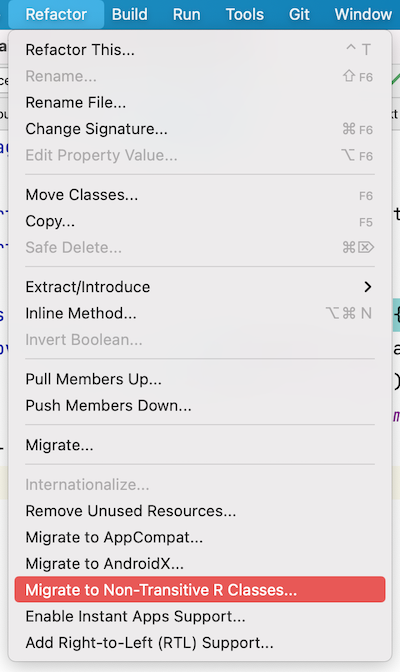 Refactor Build Run Tools Git Window
Refactor This... ^ T
Rename... ⇧ F6
Rename File...
Change Signature... ⌘ F6
Edit Property Value... ⌥ F6
Move Classes... F6
Copy... F5
Safe Delete... ⌘⌦
Extract/Introduce >
Inline Method... ⌥⌘ N
Invert Boolean...
Pull Members Up...
Push Members Down...
Migrate...
Internationalize...
Remove Unused Resources...
Migrate to AppCompat...
Migrate to AndroidX...
Migrate to Non-Transitive R Classes...
Enable Instant Apps Support...
Add Right-to-Left (RTL) Support...